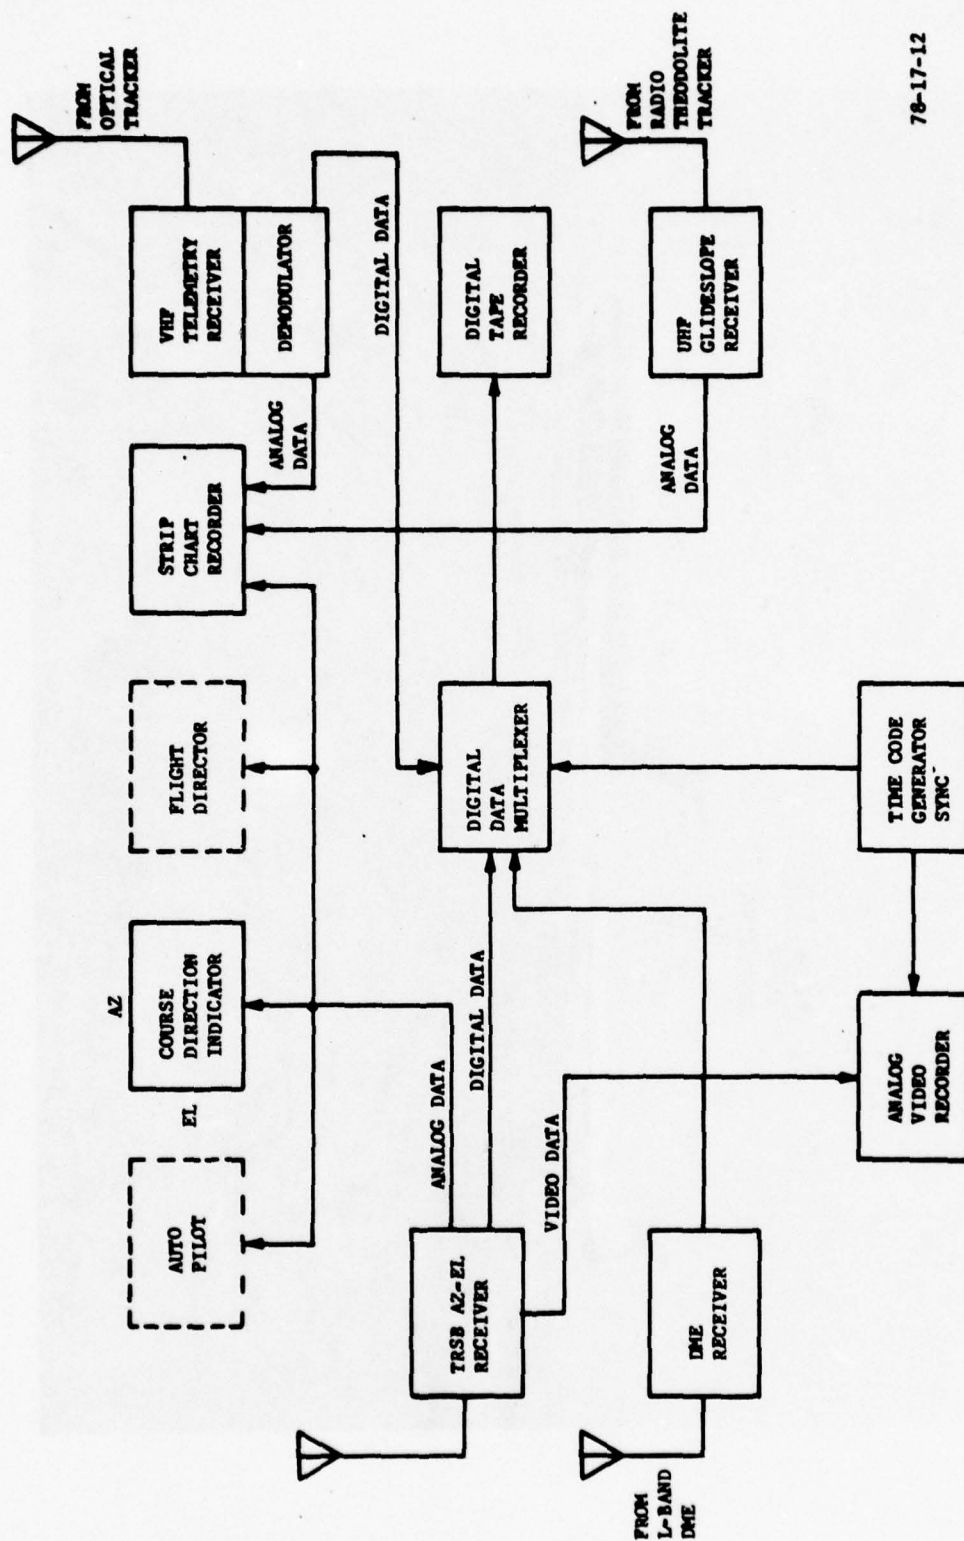 AUTO
PILOT
EL
AZ
COURSE
DIRECTION
INDICATOR
FLIGHT
DIRECTOR
STRIP
CHART
RECORDER
ANALOG
DATA
VHF
TELEMETRY
RECEIVER
DEMODULATOR
FROM
OPTICAL
TRACKER
DIGITAL DATA
TRSB AZ-EL
RECEIVER
ANALOG DATA
DIGITAL DATA
VIDEO DATA
DIGITAL
DATA
MULTIPLEXER
DIGITAL
TAPE
RECORDER
FROM
L-BAND
DME
DME
RECEIVER
ANALOG
DATA
UHF
GLIDESLOPE
RECEIVER
FROM
RADIO
THEODOLITE
TRACKER
ANALOG
VIDEO
RECORDER
TIME CODE
GENERATOR
SYNC
78-17-12